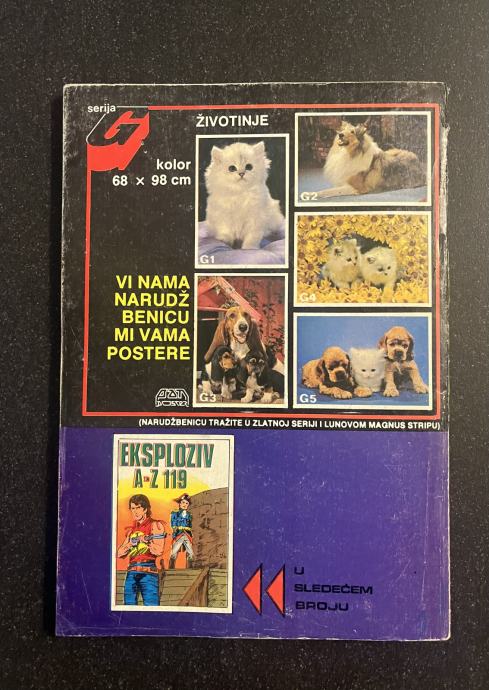 serija
G
ŽIVOTINJE
kolor
68 × 98 cm
G1
G2
G4
G3
G5
VI NAMA
NARUDŽ
BENICU
MI VAMA
POSTERE
(NARUDŽBENICU TRAŽITE U ZLATNOJ SERIJI I LUNOVOM MAGNUS STRIPU)
EKSPLOZIV
A-Z 119
U
SLEDEĆEM
BROJU